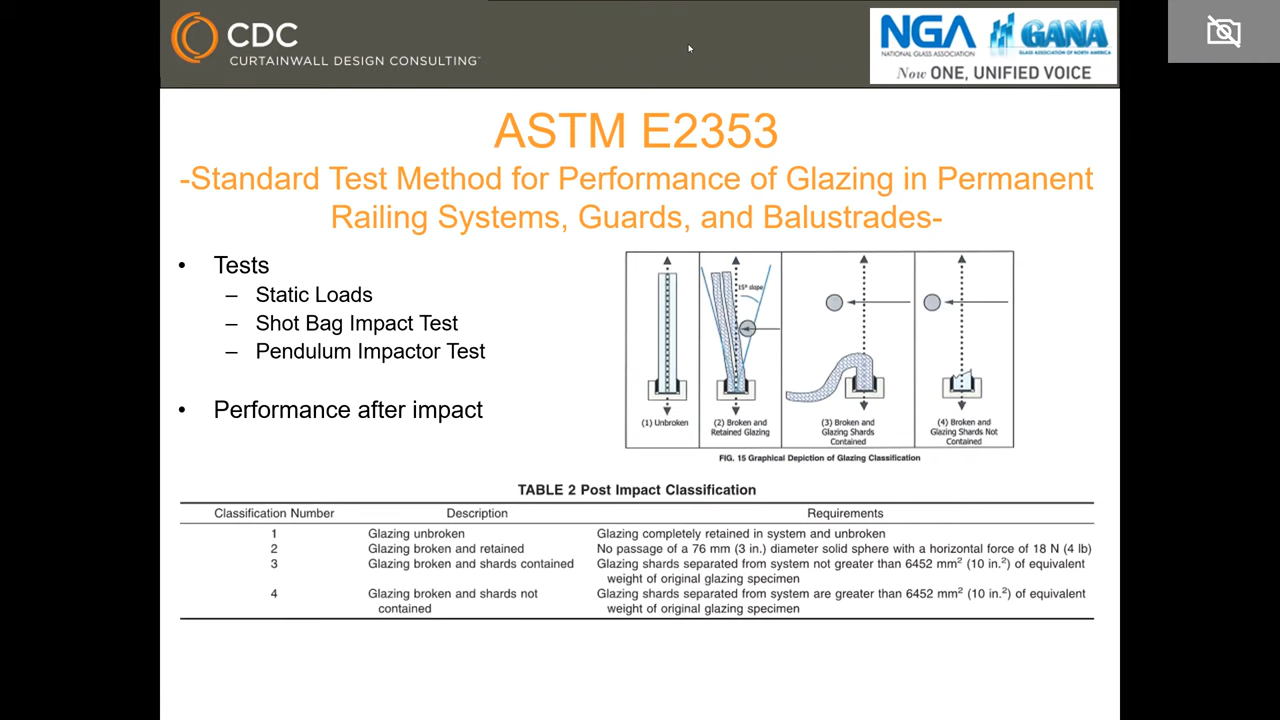 CDC
CURTAINWALL DESIGN CONSULTING
NGA
NATIONAL GLASS ASSOCIATION
GANA
GLASS ASSOCIATION OF NORTH AMERICA
Now ONE, UNIFIED VOICE
ASTM E2353
-Standard Test Method for Performance of Glazing in Permanent
Railing Systems, Guards, and Balustrades-
• Tests
– Static Loads
– Shot Bag Impact Test
– Pendulum Impactor Test
• Performance after impact
15° slope
(1) Unbroken
(2) Broken and
Retained Glazing
(3) Broken and
Glazing Shards
Contained
(4) Broken and
Glazing Shards Not
Contained
FIG. 15 Graphical Depiction of Glazing Classification
TABLE 2 Post Impact Classification
Classification Number Description Requirements
1 Glazing unbroken Glazing completely retained in system and unbroken
2 Glazing broken and retained No passage of a 76 mm (3 in.) diameter solid sphere with a horizontal force of 18 N (4 lb)
3 Glazing broken and shards contained Glazing shards separated from system not greater than 6452 mm² (10 in.²) of equivalent
weight of original glazing specimen
4 Glazing broken and shards not Glazing shards separated from system are greater than 6452 mm² (10 in.²) of equivalent
contained weight of original glazing specimen